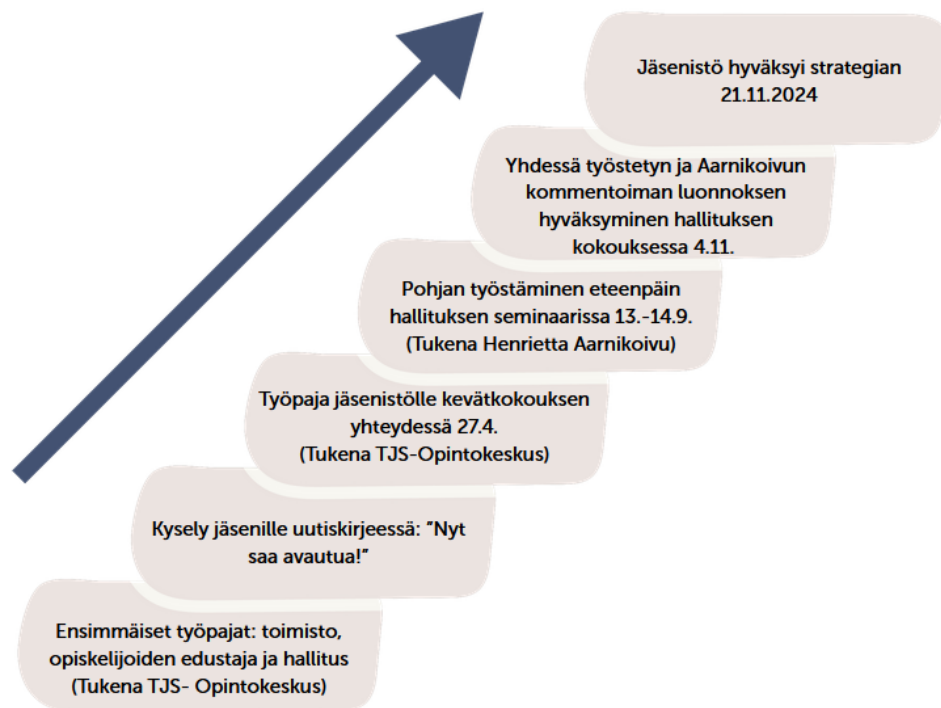 Jäsenistö hyväksyi strategian
21.11.2024
Yhdessä työstetyn ja Aarnikoivun
kommentoiman luonnoksen
hyväksyminen hallituksen
kokouksessa 4.11.
Pohjan työstäminen eteenpäin
hallituksen seminaarissa 13.-14.9.
(Tukena Henrietta Aarnikoivu)
Työpaja jäsenistölle kevätkokouksen
yhteydessä 27.4.
(Tukena TJS-Opintokeskus)
Kysely jäsenille uutiskirjeessä: "Nyt
saa avautua!"
Ensimmäiset työpajat: toimisto,
opiskelijoiden edustaja ja hallitus
(Tukena TJS- Opintokeskus)